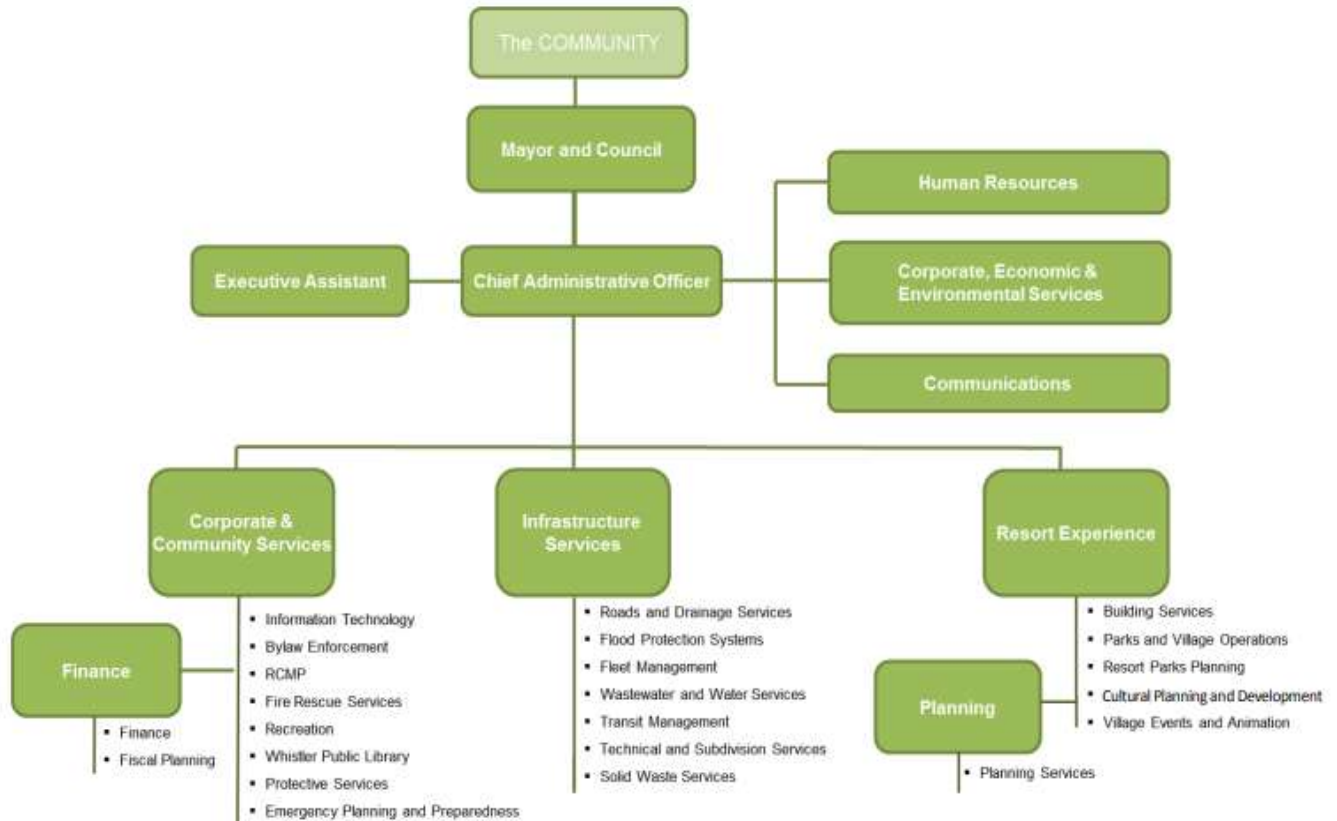 The COMMUNITY
Mayor and Council
Human Resources
Executive Assistant
Chief Administrative Officer
Corporate, Economic &
Environmental Services
Communications
Corporate &
Community Services
Infrastructure
Services
Resort Experience
Finance
▪ Finance
▪ Fiscal Planning
▪ Information Technology
▪ Bylaw Enforcement
▪ RCMP
▪ Fire Rescue Services
▪ Recreation
▪ Whistler Public Library
▪ Protective Services
▪ Emergency Planning and Preparedness
▪ Roads and Drainage Services
▪ Flood Protection Systems
▪ Fleet Management
▪ Wastewater and Water Services
▪ Transit Management
▪ Technical and Subdivision Services
▪ Solid Waste Services
▪ Building Services
▪ Parks and Village Operations
▪ Resort Parks Planning
▪ Cultural Planning and Development
▪ Village Events and Animation
Planning
▪ Planning Services